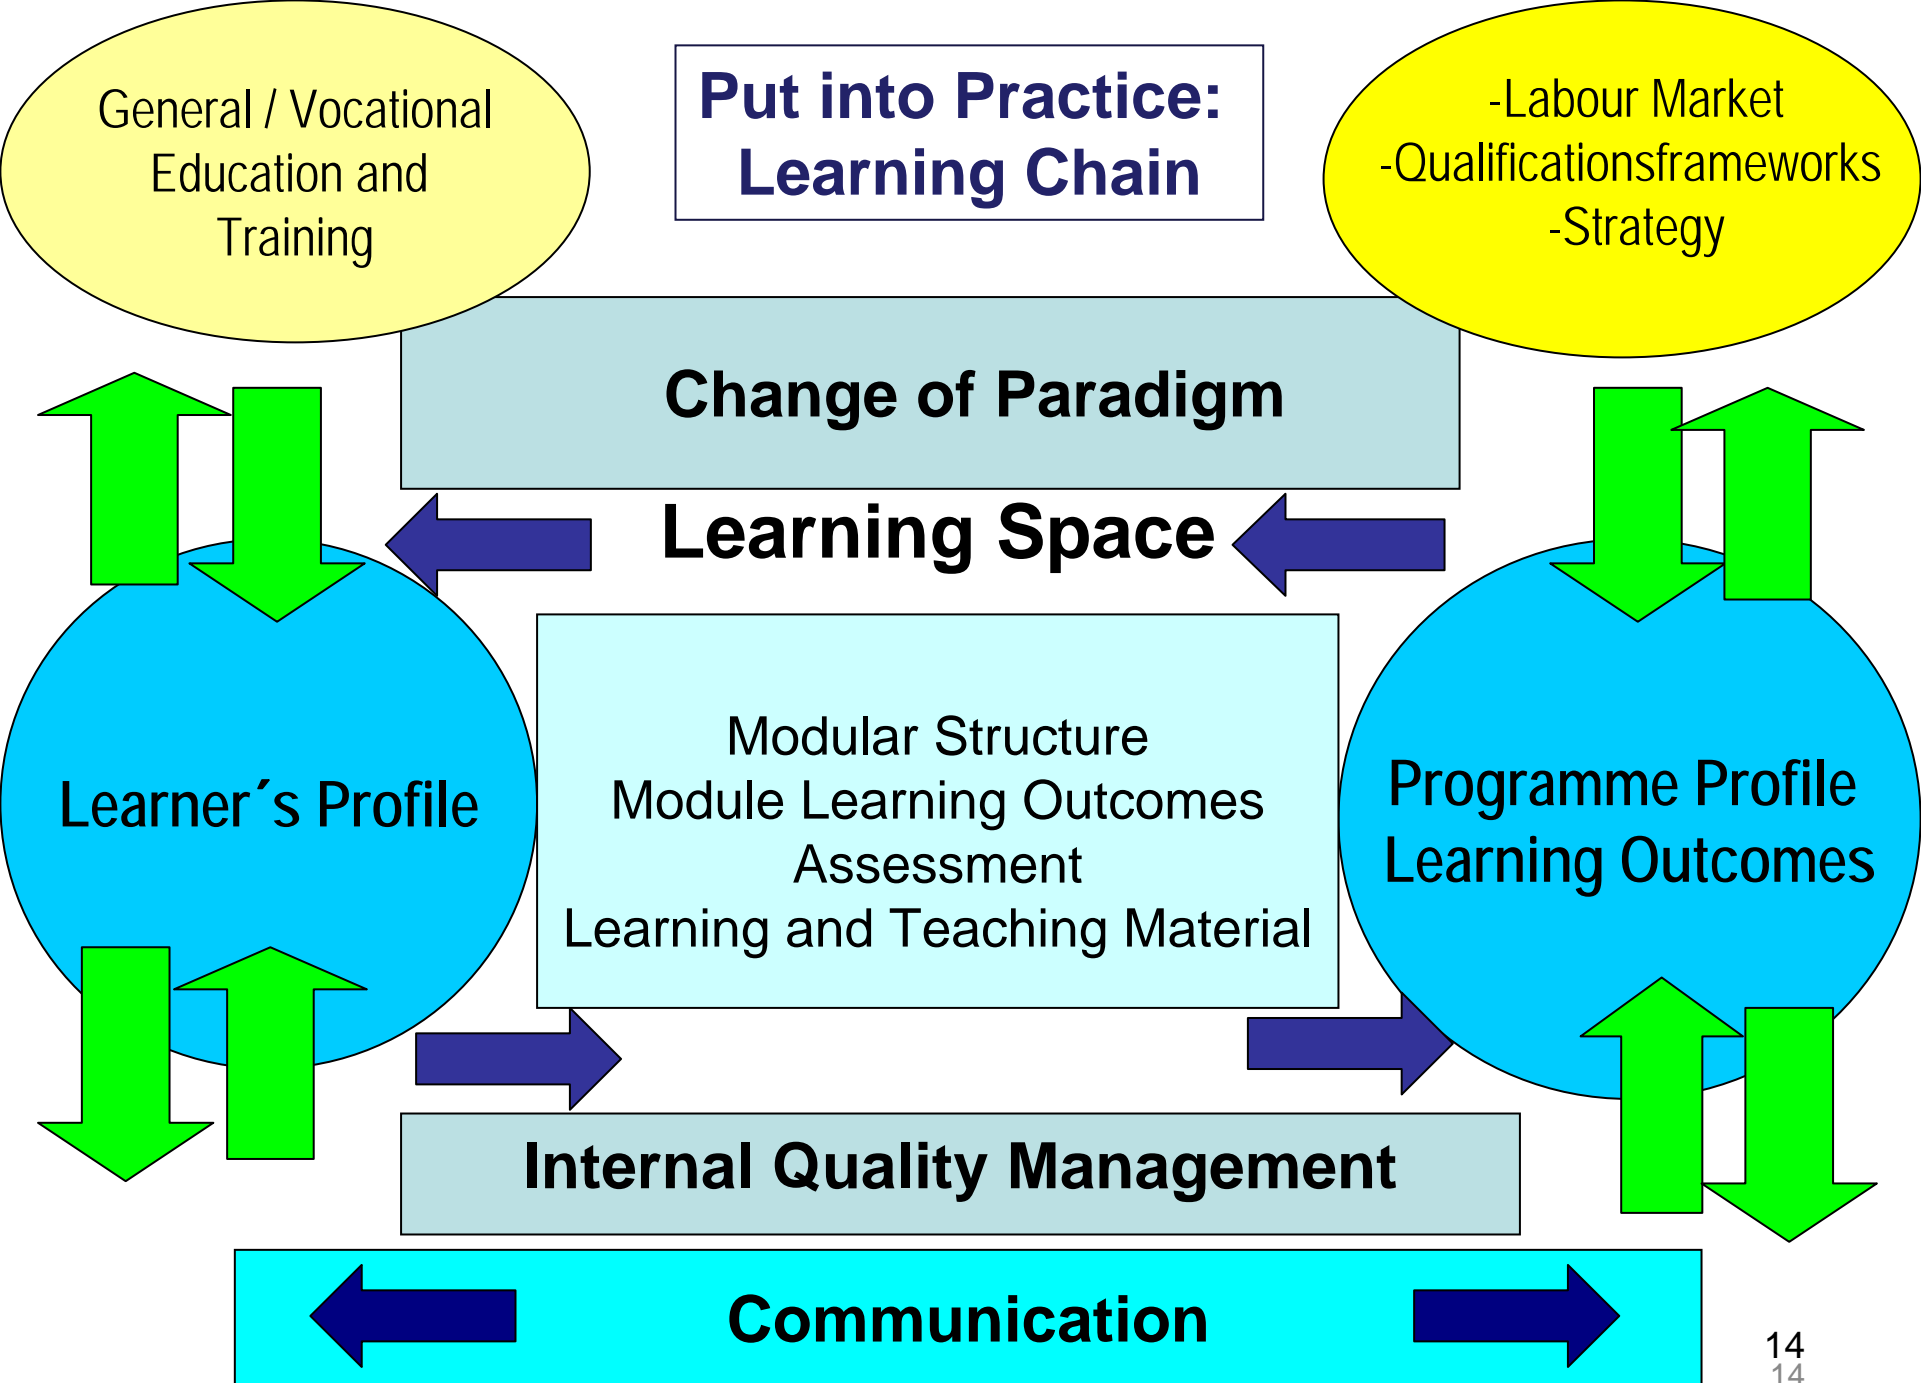 General / Vocational
Education and
Training
Put into Practice:
Learning Chain
-Labour Market
-Qualificationsframeworks
-Strategy
Change of Paradigm
Learning Space
Learner´s Profile
Modular Structure
Module Learning Outcomes
Assessment
Learning and Teaching Material
Programme Profile
Learning Outcomes
Internal Quality Management
Communication
14
14